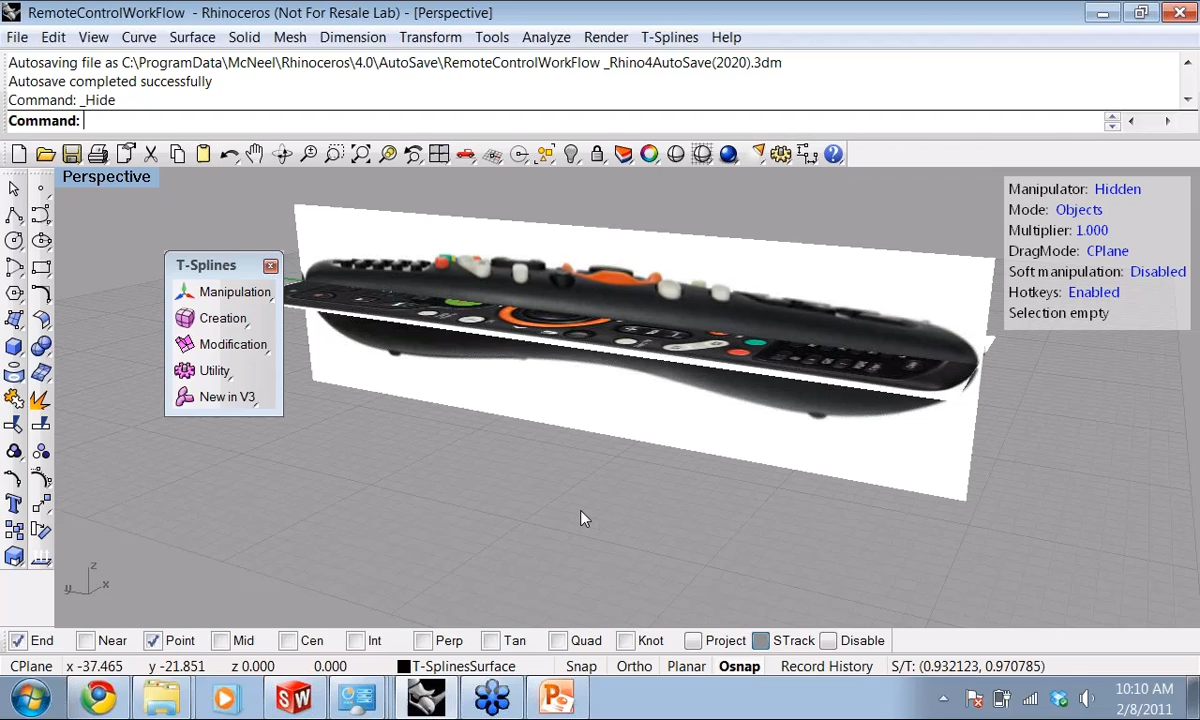 RemoteControlWorkFlow - Rhinoceros (Not For Resale Lab) - [Perspective]
File Edit View Curve Surface Solid Mesh Dimension Transform Tools Analyze Render T-Splines Help
Autosaving file as C:\ProgramData\McNeel\Rhinoceros\4.0\AutoSave\RemoteControlWorkFlow _Rhino4AutoSave(2020).3dm
Autosave completed successfully
Command: _Hide
Command:
Perspective
Manipulator: Hidden
Mode: Objects
Multiplier: 1.000
DragMode: CPlane
Soft manipulation: Disabled
Hotkeys: Enabled
Selection empty
T-Splines
Manipulation
Creation
Modification
Utility
New in V3
z
y x
End Near Point Mid Cen Int Perp Tan Quad Knot Project STrack Disable
CPlane x -37.465 y -21.851 z 0.000 0.000 T-SplinesSurface Snap Ortho Planar Osnap Record History S/T: (0.932123, 0.970785)
10:10 AM
2/8/2011